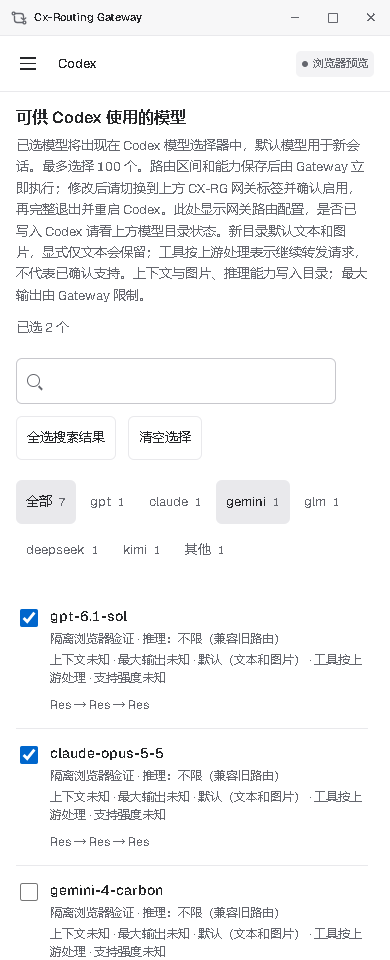 Cx-Routing Gateway
Codex
浏览器预览
可供 Codex 使用的模型
已选模型将出现在 Codex 模型选择器中，默认模型用于新会
话。最多选择 100 个。路由区间和能力保存后由 Gateway 立
即执行；修改后请切换到上方 CX-RG 网关标签并确认启用，
再完整退出并重启 Codex。此处显示网关路由配置，是否已
写入 Codex 请看上方模型目录状态。新目录默认文本和图
片，显式仅文本会保留；工具按上游处理表示继续转发请求，
不代表已确认支持。上下文与图片、推理能力写入目录；最大
输出由 Gateway 限制。
已选 2 个
全选搜索结果 清空选择
全部 7 gpt 1 claude 1 gemini 1 glm 1
deepseek 1 kimi 1 其他 1
gpt-6.1-sol
隔离浏览器验证 · 推理：不限（兼容旧路由）
上下文未知 · 最大输出未知 · 默认（文本和图片） · 工具按上
游处理 · 支持强度未知
Res → Res → Res
claude-opus-5-5
隔离浏览器验证 · 推理：不限（兼容旧路由）
上下文未知 · 最大输出未知 · 默认（文本和图片） · 工具按上
游处理 · 支持强度未知
Res → Res → Res
gemini-4-carbon
隔离浏览器验证 · 推理：不限（兼容旧路由）
上下文未知 · 最大输出未知 · 默认（文本和图片） · 工具按上
游处理 · 支持强度未知